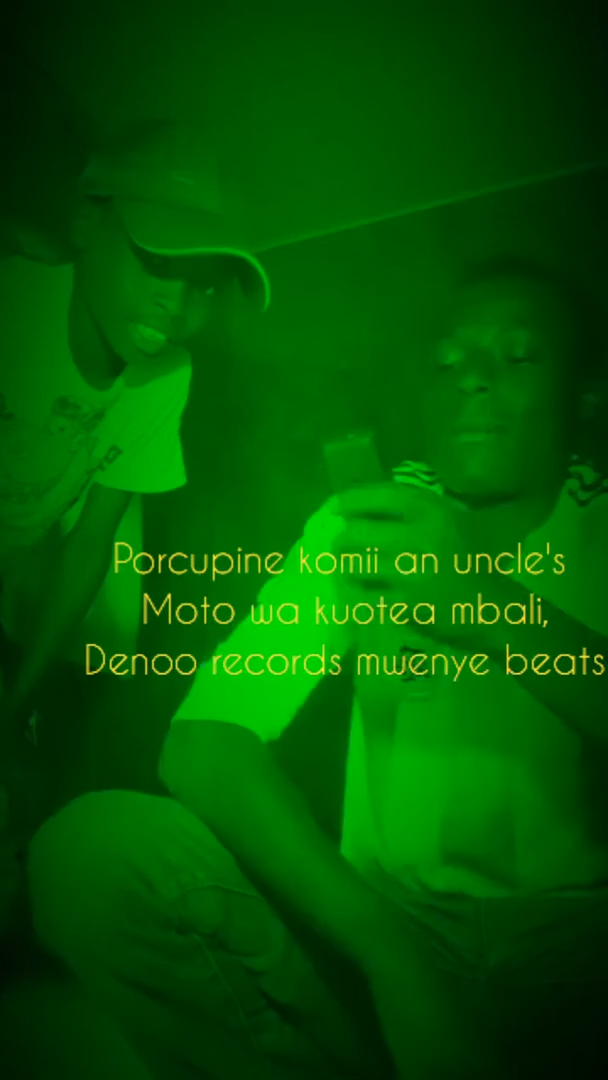 Porcupine komii an uncle's
Moto wa kuotea mbali,
Denoo records mwenye beats